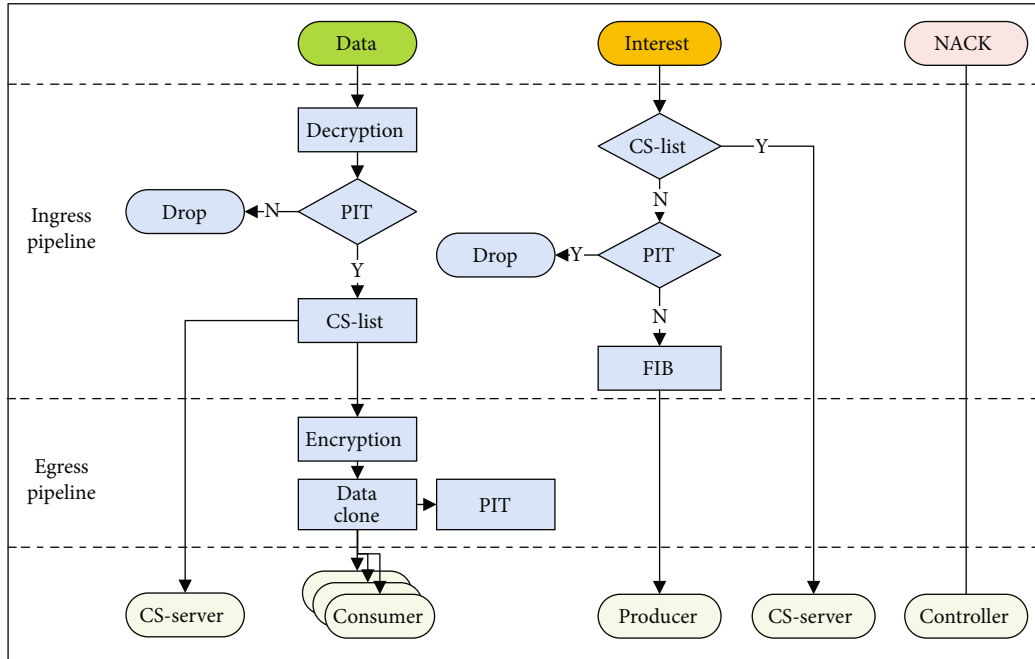 Data
Interest
NACK
Decryption
CS-list
Y
N
Drop
N
PIT
Ingress
pipeline
Drop
Y
PIT
Y
N
CS-list
FIB
Encryption
Egress
pipeline
Data
clone
PIT
CS-server
Consumer
Producer
CS-server
Controller